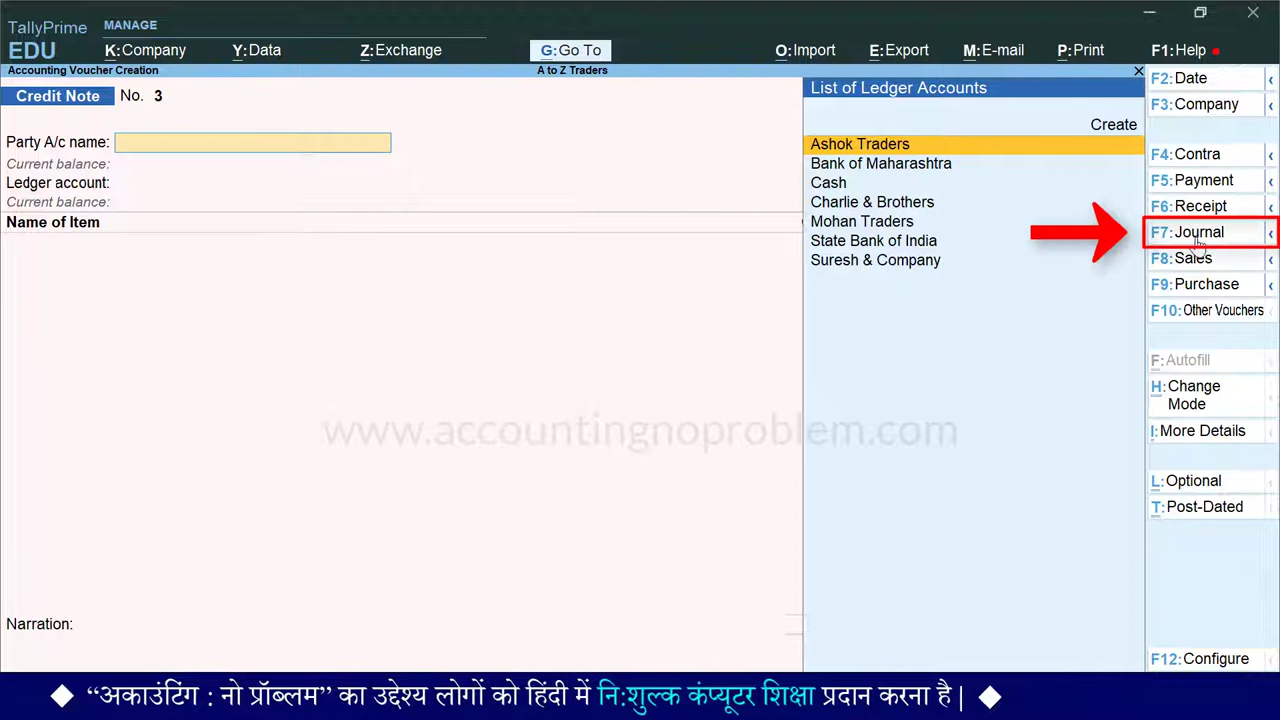 TallyPrime MANAGE
EDU K:Company Y:Data Z:Exchange G:Go To O:Import E:Export M:E-mail P:Print F1:Help
Accounting Voucher Creation A to Z Traders
Credit Note No. 3
Party A/c name:
Current balance:
Ledger account:
Current balance:
Name of Item
Narration:
List of Ledger Accounts
Create
Ashok Traders
Bank of Maharashtra
Cash
Charlie & Brothers
Mohan Traders
State Bank of India
Suresh & Company
F2:Date
F3:Company
F4:Contra
F5:Payment
F6:Receipt
F7:Journal
F8:Sales
F9:Purchase
F10:Other Vouchers
F:Autofill
H:Change
Mode
I:More Details
L:Optional
T:Post-Dated
F12:Configure
www.accountingnoproblem.com
“अकाउंटिंग : नो प्रॉब्लम” का उद्देश्य लोगों को हिंदी में नि:शुल्क कंप्यूटर शिक्षा प्रदान करना है|